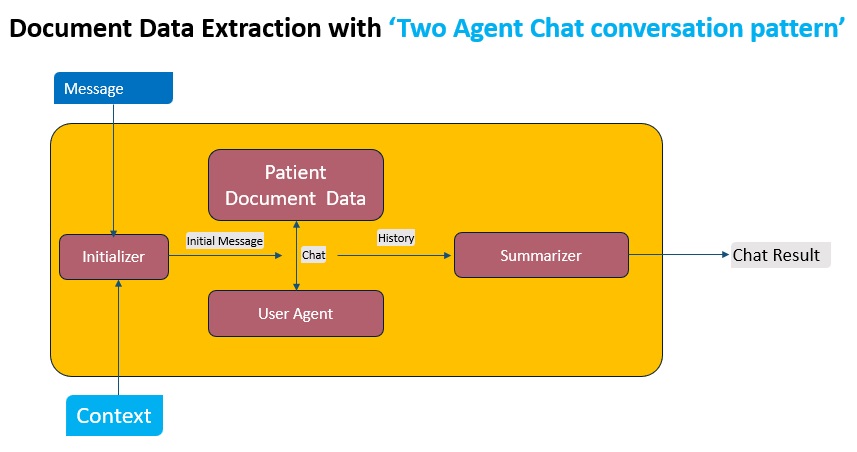 Document Data Extraction with ‘Two Agent Chat conversation pattern’
Message
Patient
Document Data
Initializer
Initial Message
Chat
History
Summarizer
Chat Result
User Agent
Context